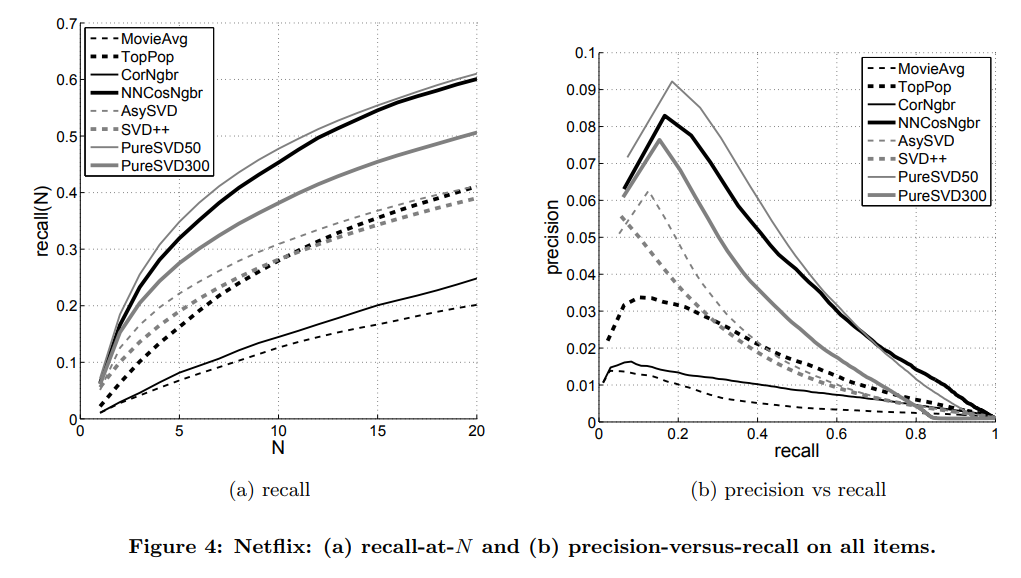 0.7
0.6
0.5
0.4
0.3
0.2
0.1
0
recall(N)
MovieAvg
TopPop
CorNgbr
NNCosNgbr
AsySVD
SVD++
PureSVD50
PureSVD300
0 5 10 15 20
N
(a) recall
0.1
0.09
0.08
0.07
0.06
0.05
0.04
0.03
0.02
0.01
0
precision
MovieAvg
TopPop
CorNgbr
NNCosNgbr
AsySVD
SVD++
PureSVD50
PureSVD300
0 0.2 0.4 0.6 0.8 1
recall
(b) precision vs recall
Figure 4: Netflix: (a) recall-at-N and (b) precision-versus-recall on all items.